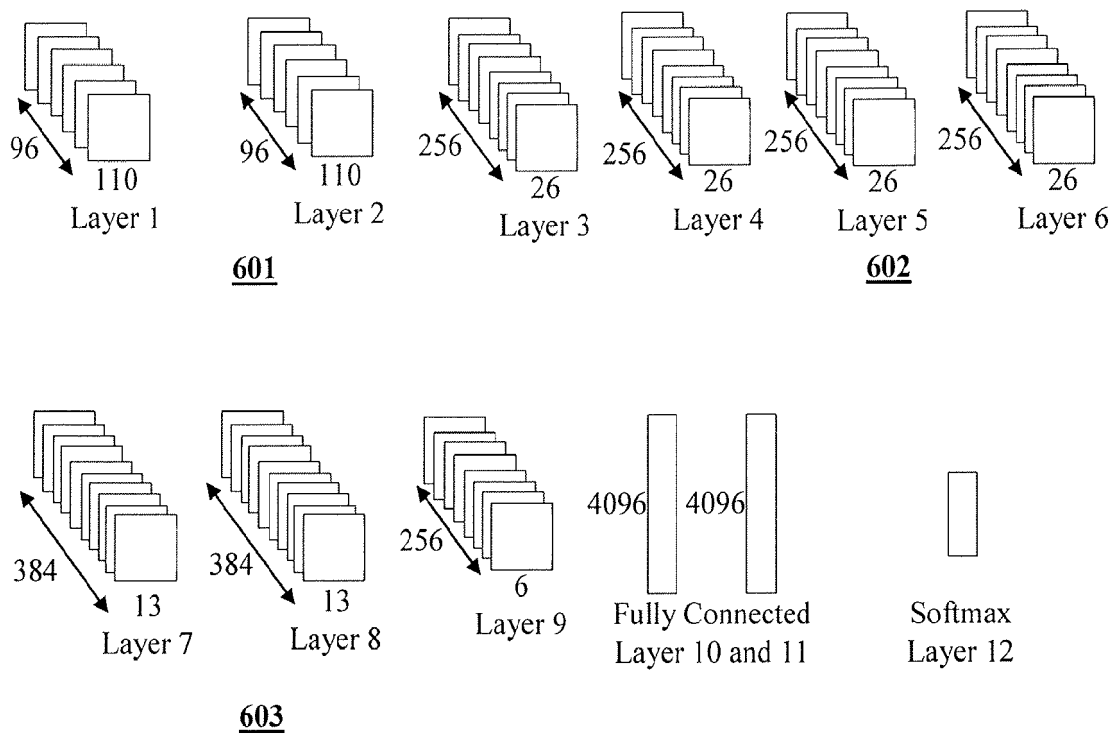 96
110
Layer 1
96
110
Layer 2
256
26
Layer 3
256
26
Layer 4
256
26
Layer 5
256
26
Layer 6
601
602
384
13
Layer 7
384
13
Layer 8
256
6
Layer 9
4096
4096
Fully Connected
Layer 10 and 11
Softmax
Layer 12
603